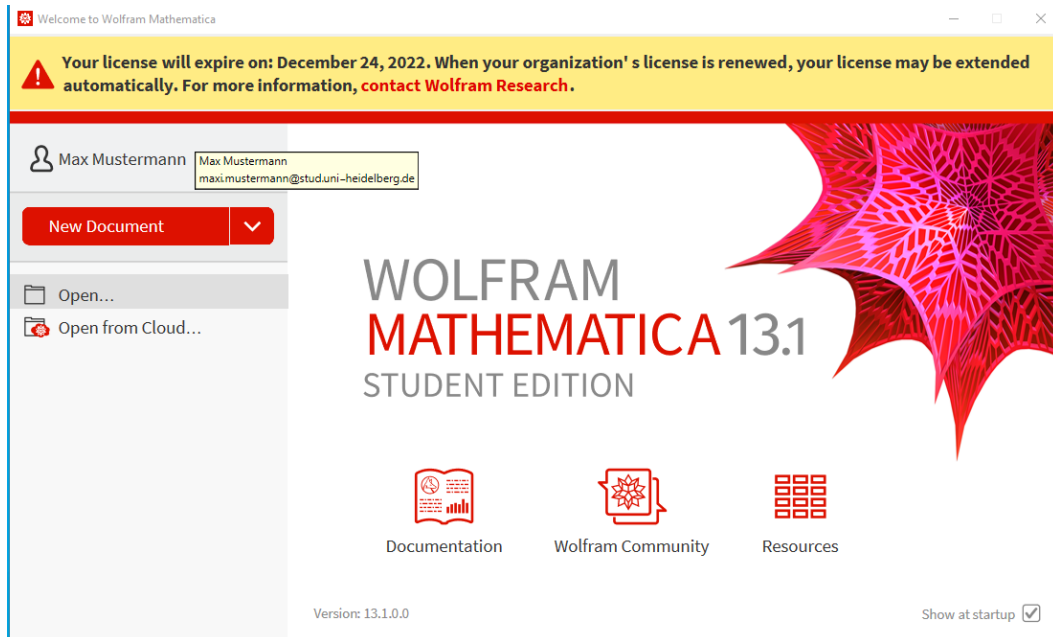 Welcome to Wolfram Mathematica
Your license will expire on: December 24, 2022. When your organization' s license is renewed, your license may be extended
automatically. For more information, contact Wolfram Research.
Max Mustermann
Max Mustermann
maxi.mustermann@stud.uni-heidelberg.de
New Document
Open...
Open from Cloud...
WOLFRAM
MATHEMATICA 13.1
STUDENT EDITION
Documentation
Wolfram Community
Resources
Version: 13.1.0.0
Show at startup